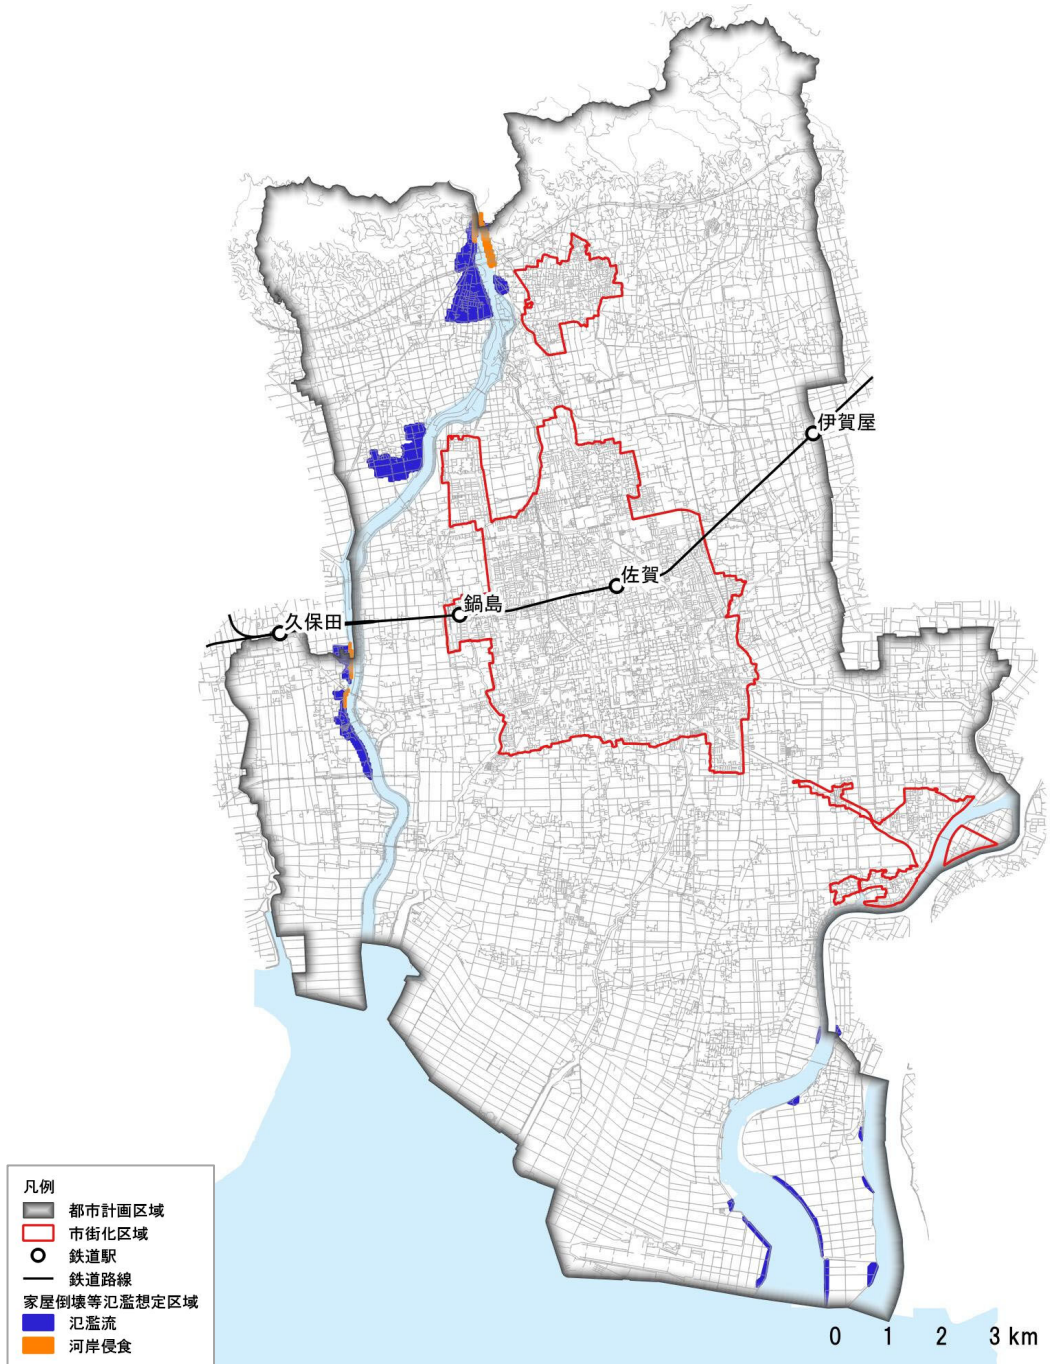 伊賀屋
佐賀
鍋島
久保田
凡例
都市計画区域
市街化区域
鉄道駅
鉄道路線
家屋倒壊等氾濫想定区域
氾濫流
河岸侵食
0 1 2 3 km